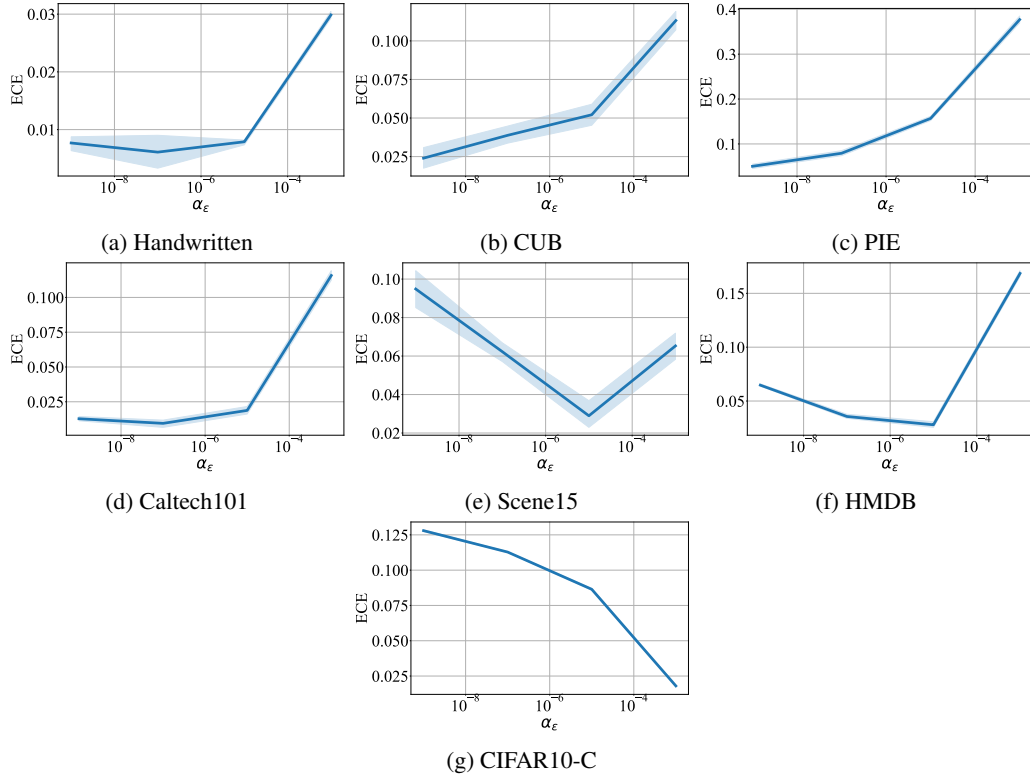 0.03
0.02
0.01
ECE
10⁻⁸
10⁻⁶
10⁻⁴
α_ε
(a) Handwritten
0.100
0.075
0.050
0.025
ECE
10⁻⁸
10⁻⁶
10⁻⁴
α_ε
(b) CUB
0.4
0.3
0.2
0.1
ECE
10⁻⁸
10⁻⁶
10⁻⁴
α_ε
(c) PIE
0.100
0.075
0.050
0.025
ECE
10⁻⁸
10⁻⁶
10⁻⁴
α_ε
(d) Caltech101
0.10
0.08
0.06
0.04
0.02
ECE
10⁻⁸
10⁻⁶
10⁻⁴
α_ε
(e) Scene15
0.15
0.10
0.05
ECE
10⁻⁸
10⁻⁶
10⁻⁴
α_ε
(f) HMDB
0.125
0.100
0.075
0.050
0.025
ECE
10⁻⁸
10⁻⁶
10⁻⁴
α_ε
(g) CIFAR10-C